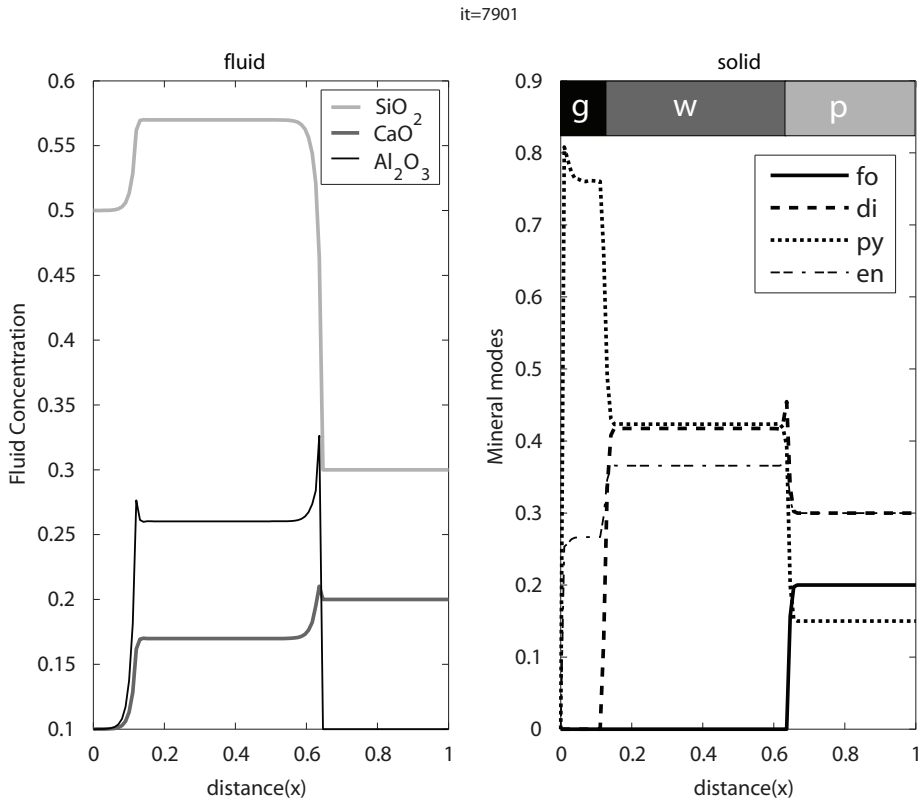 it=7901
fluid
0.6
0.55
0.5
0.45
0.4
0.35
0.3
0.25
0.2
0.15
0.1
Fluid Concentration
SiO2
CaO
Al2O3
0 0.2 0.4 0.6 0.8 1
distance(x)
solid
0.9
0.8
0.7
0.6
0.5
0.4
0.3
0.2
0.1
0
Mineral modes
g w p
fo
di
py
en
0 0.2 0.4 0.6 0.8 1
distance(x)